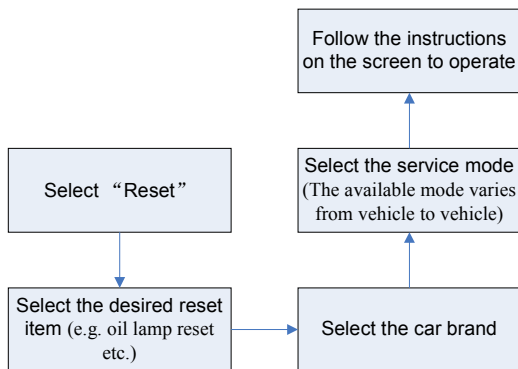 Select “Reset”
Select the desired reset
item (e.g. oil lamp reset
etc.)
Select the car brand
Select the service mode
(The available mode varies
from vehicle to vehicle)
Follow the instructions
on the screen to operate